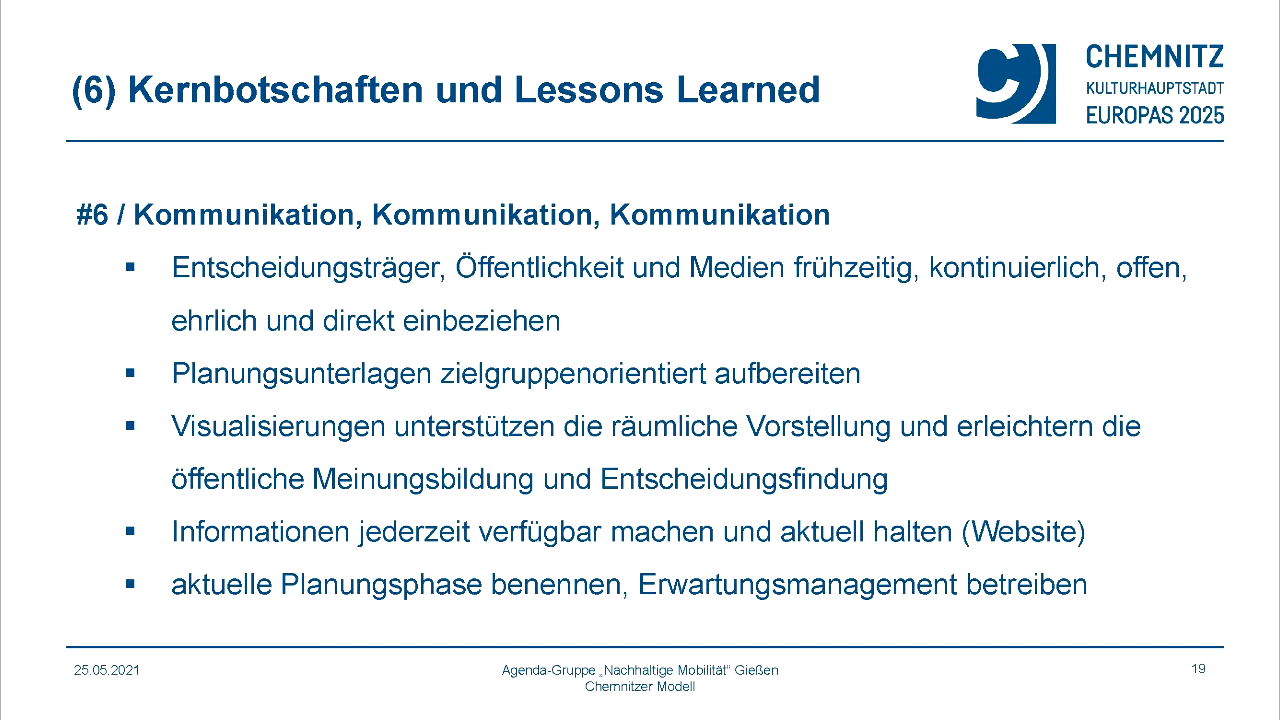 (6) Kernbotschaften und Lessons Learned
CHEMNITZ
KULTURHAUPTSTADT
EUROPAS 2025
#6 / Kommunikation, Kommunikation, Kommunikation
▪ Entscheidungsträger, Öffentlichkeit und Medien frühzeitig, kontinuierlich, offen,
ehrlich und direkt einbeziehen
▪ Planungsunterlagen zielgruppenorientiert aufbereiten
▪ Visualisierungen unterstützen die räumliche Vorstellung und erleichtern die
öffentliche Meinungsbildung und Entscheidungsfindung
▪ Informationen jederzeit verfügbar machen und aktuell halten (Website)
▪ aktuelle Planungsphase benennen, Erwartungsmanagement betreiben
25.05.2021
Agenda-Gruppe „Nachhaltige Mobilität“ Gießen
Chemnitzer Modell
19